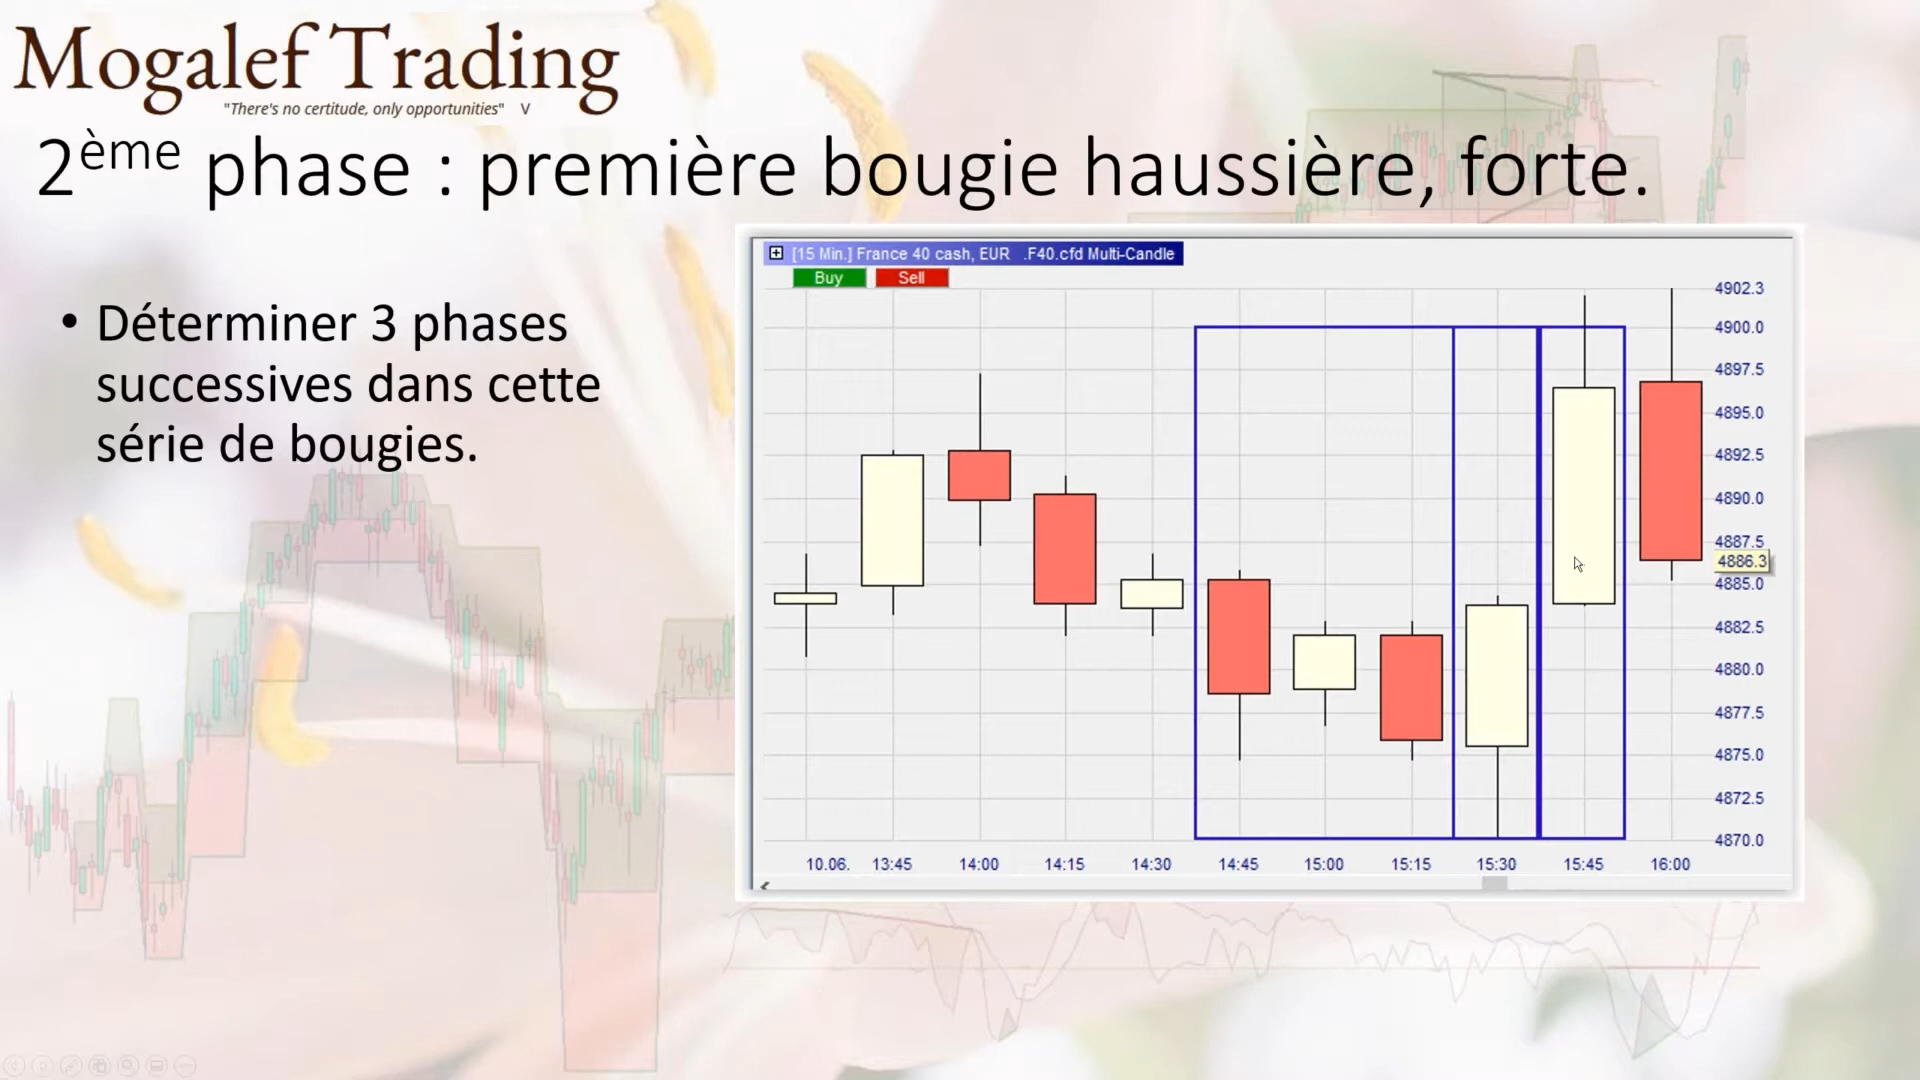 Mogalef Trading
"There's no certitude, only opportunities" V
2ème phase : première bougie haussière, forte.
• Déterminer 3 phases
successives dans cette
série de bougies.
[15 Min.] France 40 cash, EUR .F40.cfd Multi-Candle
Buy Sell
4902.3
4900.0
4897.5
4895.0
4892.5
4890.0
4887.5
4886.3
4885.0
4882.5
4880.0
4877.5
4875.0
4872.5
4870.0
10.06. 13:45 14:00 14:15 14:30 14:45 15:00 15:15 15:30 15:45 16:00